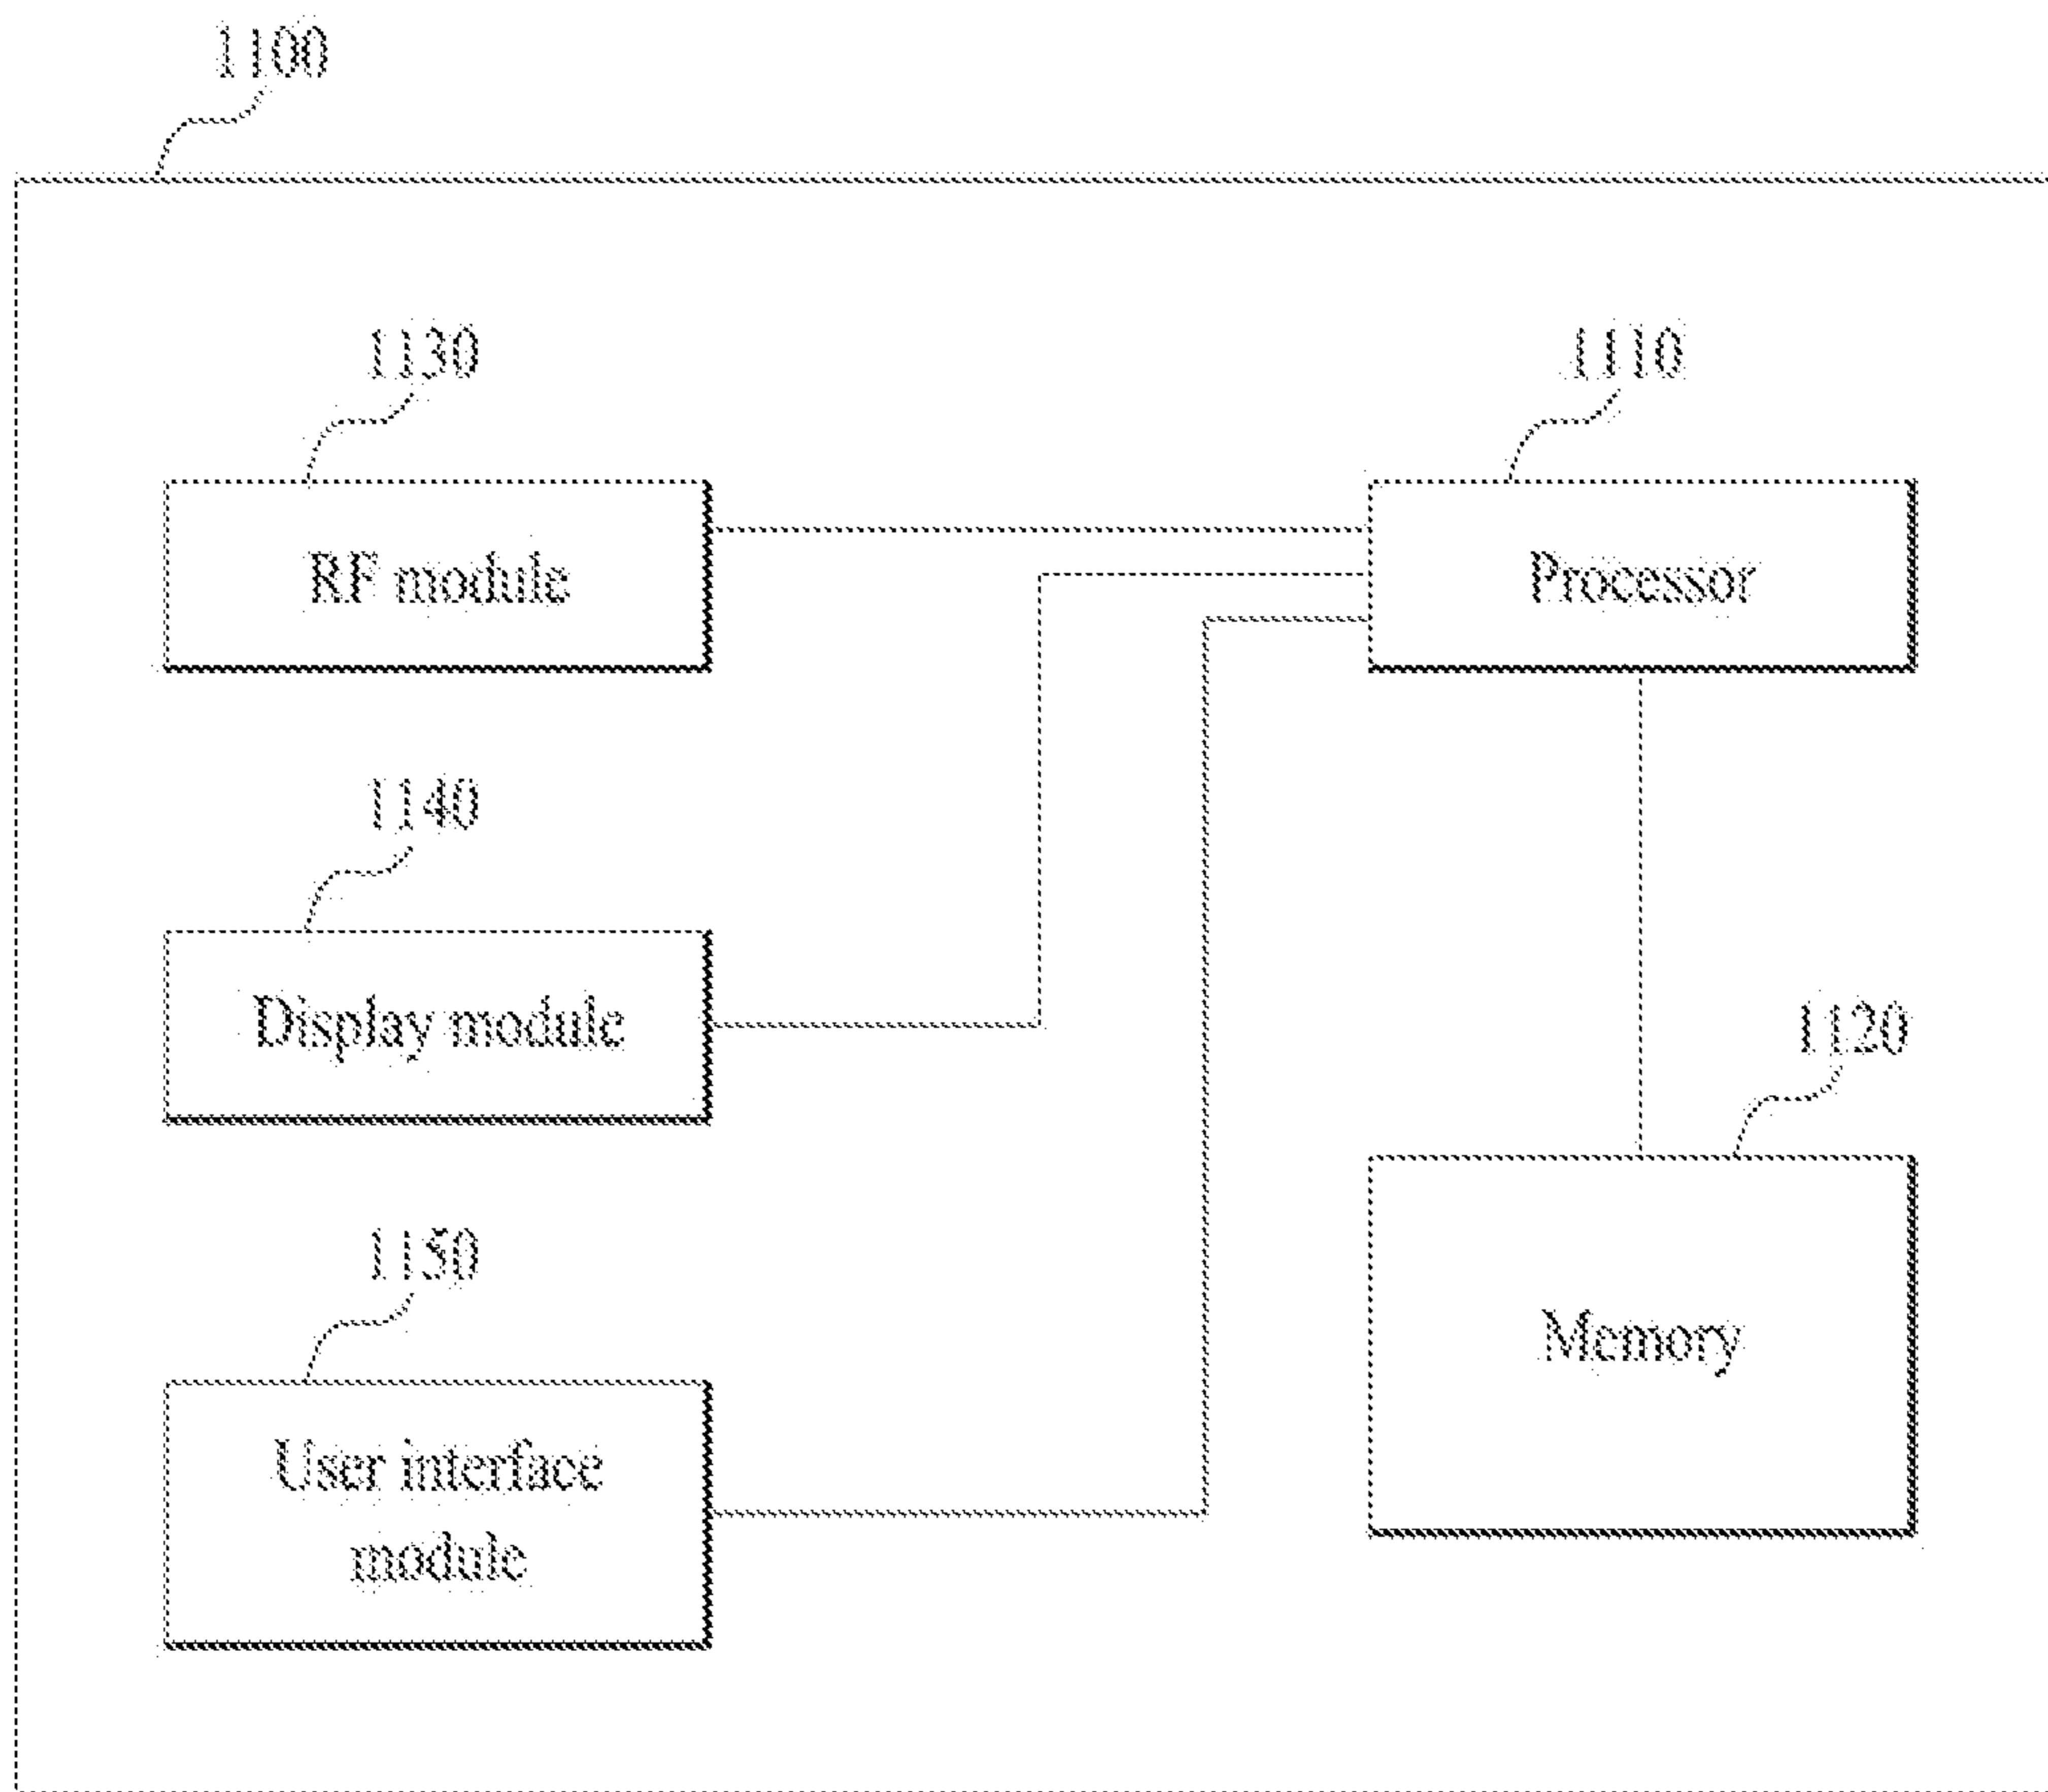 1100
1130
1110
RF module
Processor
1140
Display module
1120
1150
Memory
User interface
module